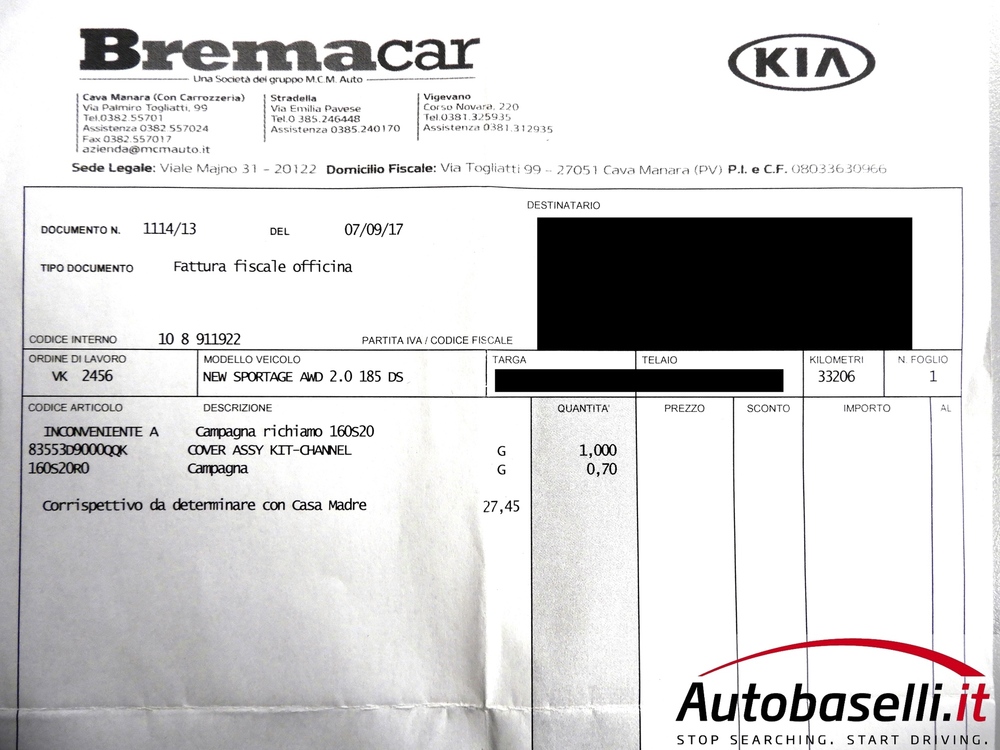 Bremacar
Una Società del gruppo M.C.M. Auto
KIA
Cava Manara (Con Carrozzeria)
Via Palmiro Togliatti, 99
Tel.0382.55701
Assistenza 0382.557024
Fax 0382.557017
azienda@mcmauto.it
Stradella
Via Emilia Pavese
Tel.0385.246448
Assistenza 0385.240170
Vigevano
Corso Novara, 220
Tel.0381.325935
Assistenza 0381.312935
Sede Legale: Viale Majno 31 - 20122 Domicilio Fiscale: Via Togliatti 99 - 27051 Cava Manara (PV) P.I. e C.F. 08033630966
DESTINATARIO
DOCUMENTO N. 1114/13 DEL 07/09/17
TIPO DOCUMENTO Fattura fiscale officina
CODICE INTERNO 10 8 911922 PARTITA IVA / CODICE FISCALE
ORDINE DI LAVORO MODELLO VEICOLO TARGA TELAIO KILOMETRI N. FOGLIO
VK 2456 NEW SPORTAGE AWD 2.0 185 DS 33206 1
CODICE ARTICOLO DESCRIZIONE QUANTITA' PREZZO SCONTO IMPORTO AL
INCONVENIENTE A Campagna richiamo 160S20
83553D9000QQK COVER ASSY KIT-CHANNEL G 1,000
160S20R0 Campagna G 0,70
Corrispettivo da determinare con Casa Madre 27,45
Autobaselli.it
STOP SEARCHING. START DRIVING.